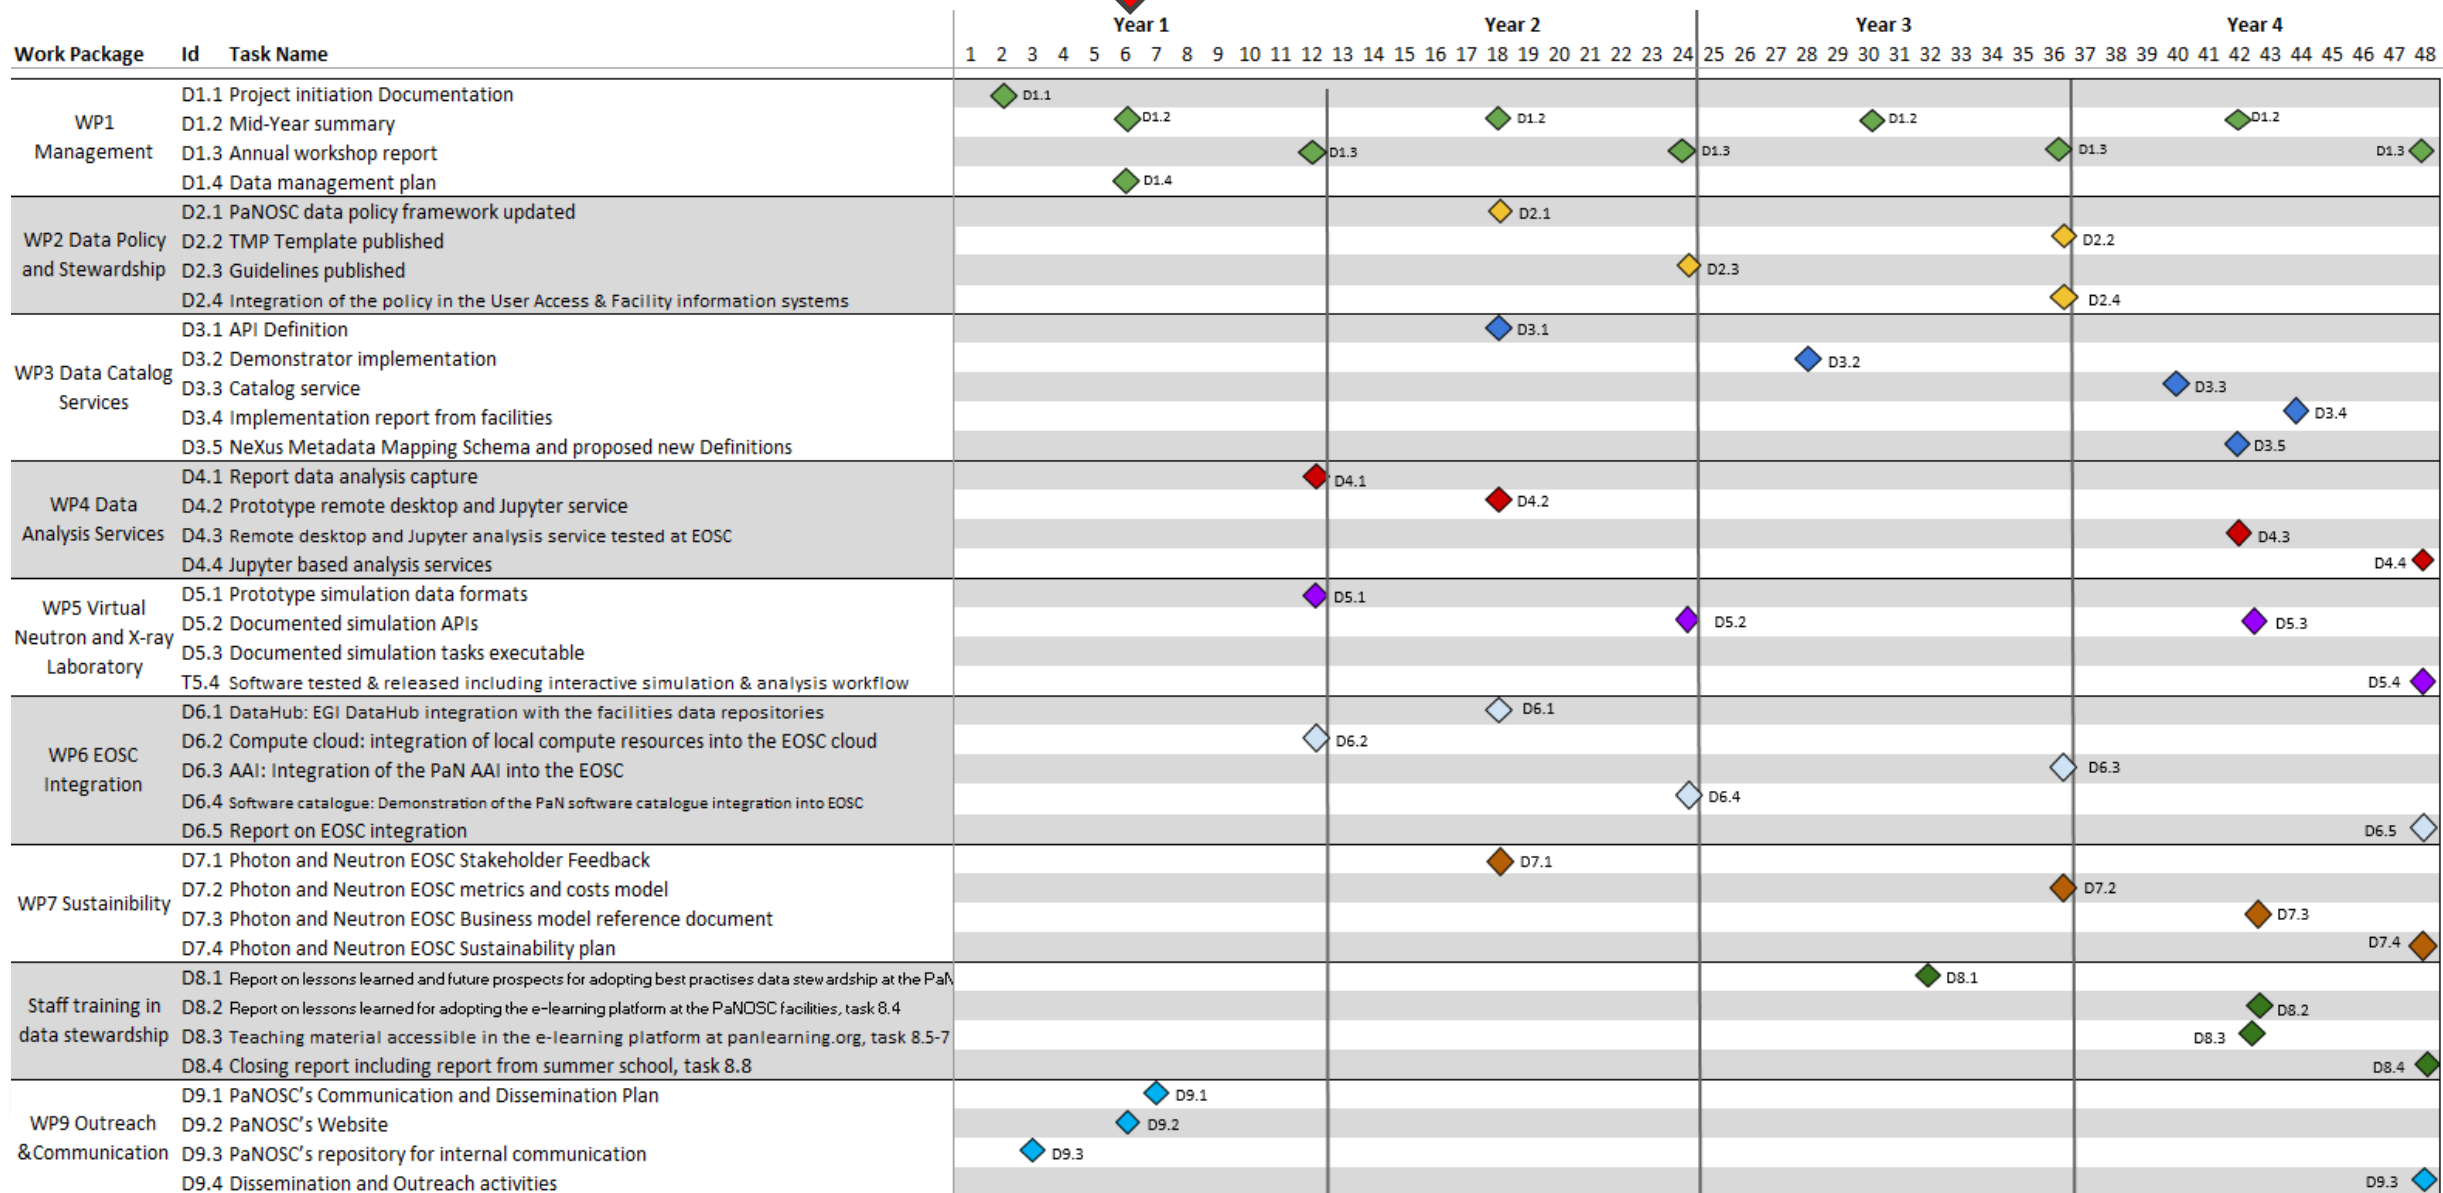 Year 1 Year 2 Year 3 Year 4
Work Package Id Task Name 1 2 3 4 5 6 7 8 9 10 11 12 13 14 15 16 17 18 19 20 21 22 23 24 25 26 27 28 29 30 31 32 33 34 35 36 37 38 39 40 41 42 43 44 45 46 47 48
WP1
Management
D1.1 Project initiation Documentation D1.1
D1.2 Mid-Year summary D1.2 D1.2 D1.2 D1.2
D1.3 Annual workshop report D1.3 D1.3 D1.3 D1.3
D1.4 Data management plan D1.4
WP2 Data Policy
and Stewardship
D2.1 PaNOSC data policy framework updated D2.1
D2.2 TMP Template published D2.2
D2.3 Guidelines published D2.3
D2.4 Integration of the policy in the User Access & Facility information systems D2.4
WP3 Data Catalog
Services
D3.1 API Definition D3.1
D3.2 Demonstrator implementation D3.2
D3.3 Catalog service D3.3
D3.4 Implementation report from facilities D3.4
D3.5 NeXus Metadata Mapping Schema and proposed new Definitions D3.5
WP4 Data
Analysis Services
D4.1 Report data analysis capture D4.1
D4.2 Prototype remote desktop and Jupyter service D4.2
D4.3 Remote desktop and Jupyter analysis service tested at EOSC D4.3
D4.4 Jupyter based analysis services D4.4
WP5 Virtual
Neutron and X-ray
Laboratory
D5.1 Prototype simulation data formats D5.1
D5.2 Documented simulation APIs D5.2 D5.3
D5.3 Documented simulation tasks executable
T5.4 Software tested & released including interactive simulation & analysis workflow D5.4
WP6 EOSC
Integration
D6.1 DataHub: EGI DataHub integration with the facilities data repositories D6.1
D6.2 Compute cloud: integration of local compute resources into the EOSC cloud D6.2
D6.3 AAI: Integration of the PaN AAI into the EOSC D6.3
D6.4 Software catalogue: Demonstration of the PaN software catalogue integration into EOSC D6.4
D6.5 Report on EOSC integration D6.5
WP7 Sustainibility
D7.1 Photon and Neutron EOSC Stakeholder Feedback D7.1
D7.2 Photon and Neutron EOSC metrics and costs model D7.2
D7.3 Photon and Neutron EOSC Business model reference document D7.3
D7.4 Photon and Neutron EOSC Sustainability plan D7.4
Staff training in
data stewardship
D8.1 Report on lessons learned and future prospects for adopting best practises data stewardship at the PaN D8.1
D8.2 Report on lessons learned for adopting the e-learning platform at the PaNOSC facilities, task 8.4 D8.2
D8.3 Teaching material accessible in the e-learning platform at panlearning.org, task 8.5-7 D8.3
D8.4 Closing report including report from summer school, task 8.8 D8.4
WP9 Outreach
&Communication
D9.1 PaNOSC's Communication and Dissemination Plan D9.1
D9.2 PaNOSC's Website D9.2
D9.3 PaNOSC's repository for internal communication D9.3
D9.4 Dissemination and Outreach activities D9.3